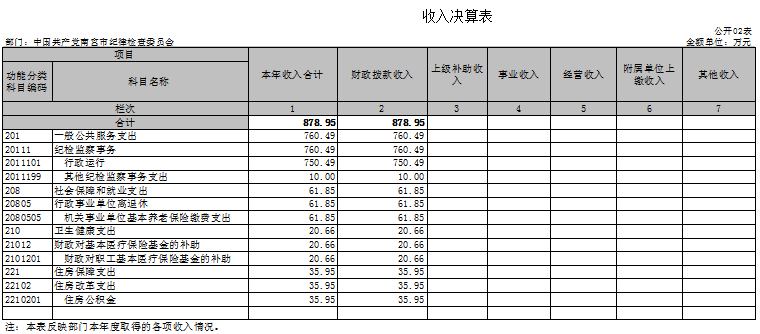 收入决算表
公开02表
部门：中国共产党南宫市纪律检查委员会 金额单位：万元
项目 本年收入合计 财政拨款收入 上级补助收入 事业收入 经营收入 附属单位上缴收入 其他收入
功能分类科目编码 科目名称
栏次 1 2 3 4 5 6 7
合计 878.95 878.95
201 一般公共服务支出 760.49 760.49
20111 纪检监察事务 760.49 760.49
2011101 行政运行 750.49 750.49
2011199 其他纪检监察事务支出 10.00 10.00
208 社会保障和就业支出 61.85 61.85
20805 行政事业单位离退休 61.85 61.85
2080505 机关事业单位基本养老保险缴费支出 61.85 61.85
210 卫生健康支出 20.66 20.66
21012 财政对基本医疗保险基金的补助 20.66 20.66
2101201 财政对职工基本医疗保险基金的补助 20.66 20.66
221 住房保障支出 35.95 35.95
22102 住房改革支出 35.95 35.95
2210201 住房公积金 35.95 35.95
注：本表反映部门本年度取得的各项收入情况。